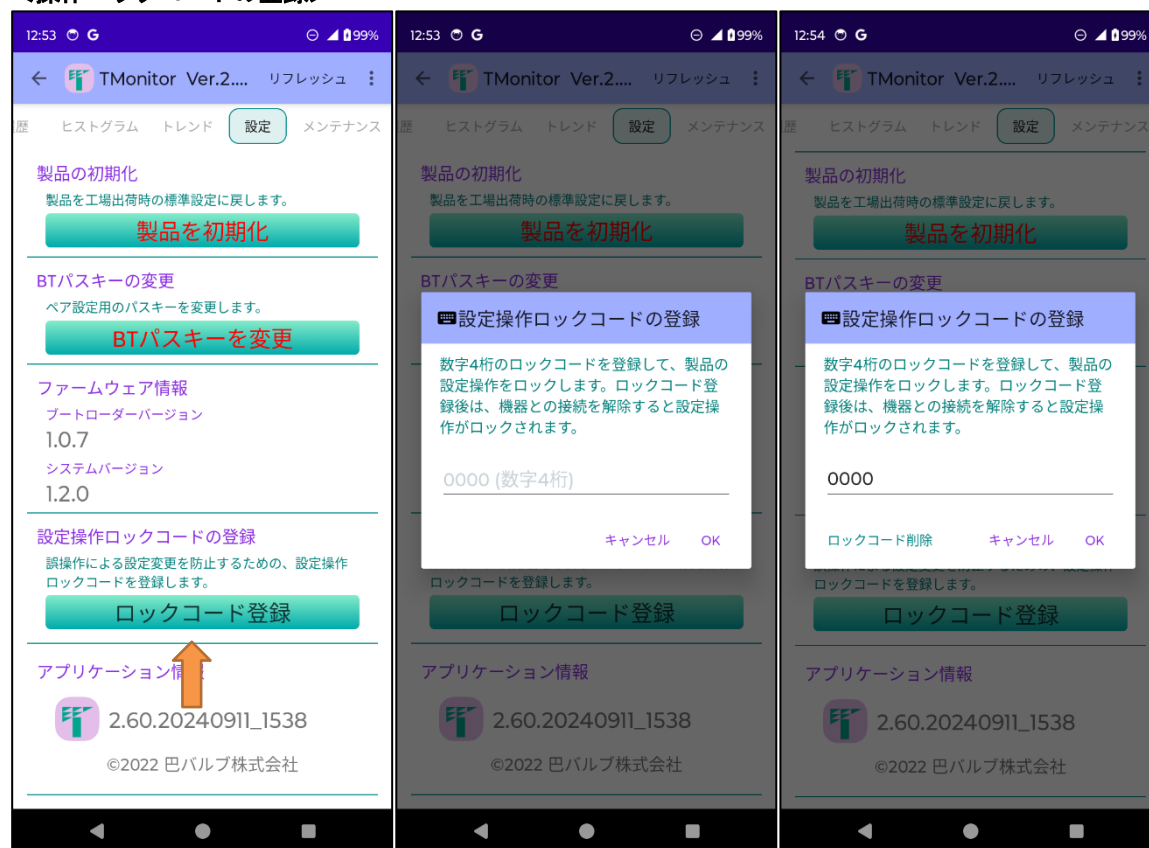 12:53 G 99%
TMonitor Ver.2.... リフレッシュ
歴 ヒストグラム トレンド 設定 メンテナンス
製品の初期化
製品を工場出荷時の標準設定に戻します。
製品を初期化
BTパスキーの変更
ペア設定用のパスキーを変更します。
BTパスキーを変更
ファームウェア情報
ブートローダーバージョン
1.0.7
システムバージョン
1.2.0
設定操作ロックコードの登録
誤操作による設定変更を防止するための、設定操作
ロックコードを登録します。
ロックコード登録
アプリケーション情報
2.60.20240911_1538
©2022 巴バルブ株式会社
12:53 G 99%
TMonitor Ver.2.... リフレッシュ
歴 ヒストグラム トレンド 設定 メンテナンス
製品の初期化
製品を工場出荷時の標準設定に戻します。
製品を初期化
BTパスキーの変更
設定操作ロックコードの登録
数字4桁のロックコードを登録して、製品の
設定操作をロックします。ロックコード登
録後は、機器との接続を解除すると設定操
作がロックされます。
0000 (数字4桁)
キャンセル OK
ロックコードを登録します。
ロックコード登録
アプリケーション情報
2.60.20240911_1538
©2022 巴バルブ株式会社
12:54 G 99%
TMonitor Ver.2.... リフレッシュ
歴 ヒストグラム トレンド 設定 メンテナンス
製品の初期化
製品を工場出荷時の標準設定に戻します。
製品を初期化
BTパスキーの変更
設定操作ロックコードの登録
数字4桁のロックコードを登録して、製品の
設定操作をロックします。ロックコード登
録後は、機器との接続を解除すると設定操
作がロックされます。
0000
ロックコード削除 キャンセル OK
ロックコードを登録します。
ロックコード登録
アプリケーション情報
2.60.20240911_1538
©2022 巴バルブ株式会社